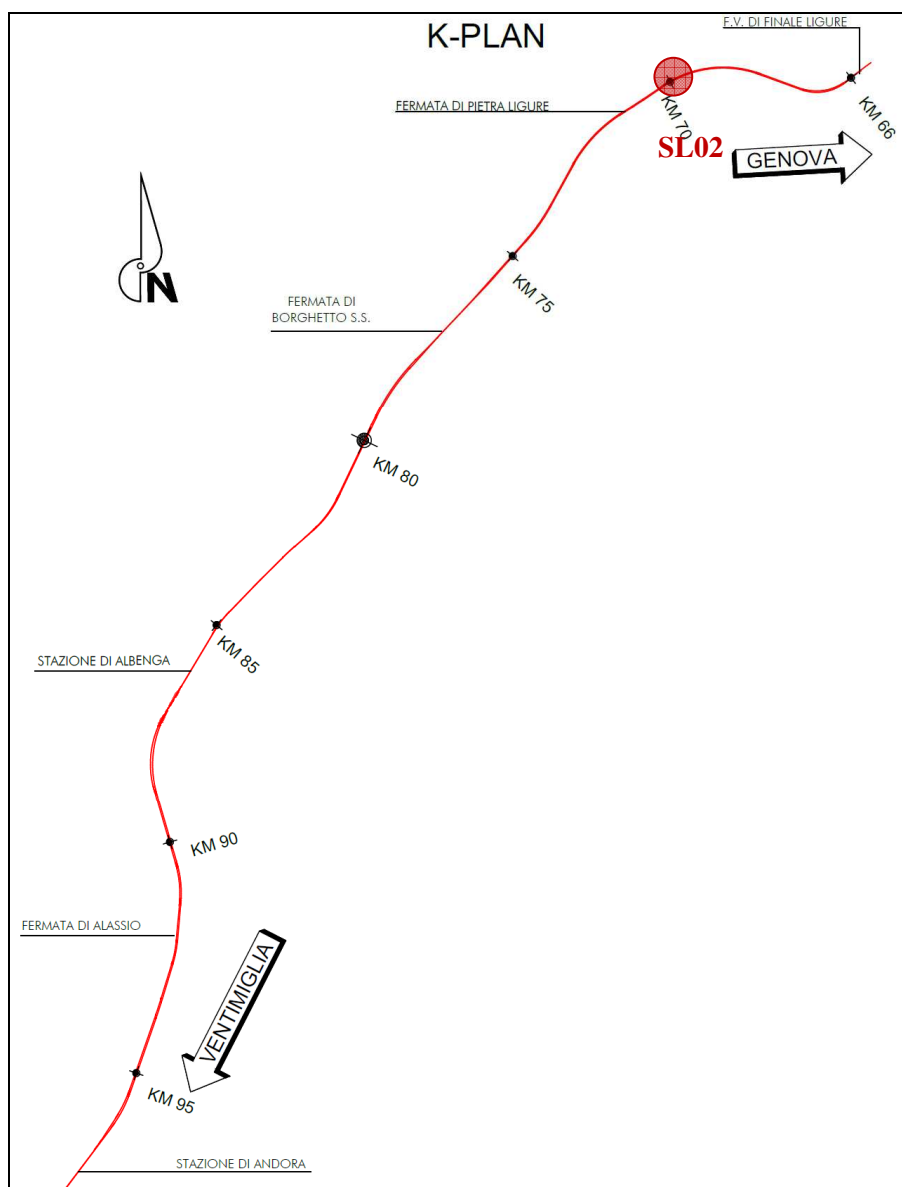 F.V. DI FINALE LIGURE
K-PLAN
FERMATA DI PIETRA LIGURE
KM 70
KM 66
SL02
GENOVA
N
KM 75
FERMATA DI
BORGHETTO S.S.
KM 80
KM 85
STAZIONE DI ALBENGA
KM 90
FERMATA DI ALASSIO
VENTIMIGLIA
KM 95
STAZIONE DI ANDORA